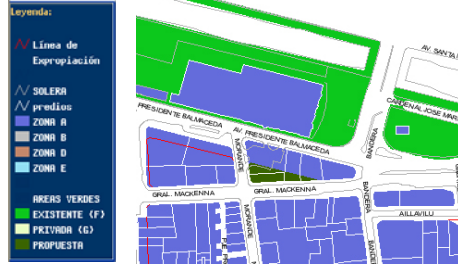 Leyenda:
Línea de
Expropiación
SOLERA
predios
ZONA A
ZONA B
ZONA D
ZONA E
AREAS VERDES
EXISTENTE (F)
PRIVADA (G)
PROPUESTA
AV. SANTA
CARDENAL JOSE MAR
PRESIDENTE BALMACEDA
AV. PRESIDENTE BALMACEDA
BANDERA
MORANDE
GRAL. MACKENNA
GRAL. MACKENNA
BANDERA
AILLAVILU
MORANDE
BANDE